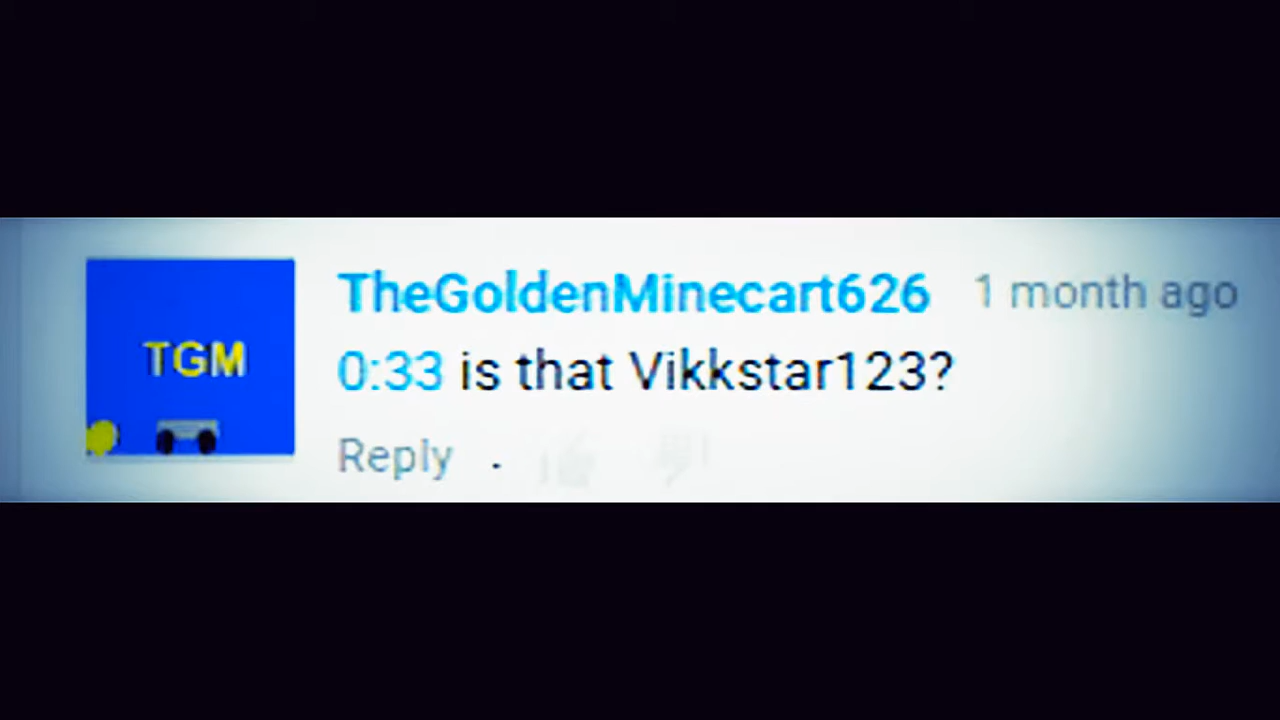 TGM
TheGoldenMinecart626 1 month ago
0:33 is that Vikkstar123?
Reply